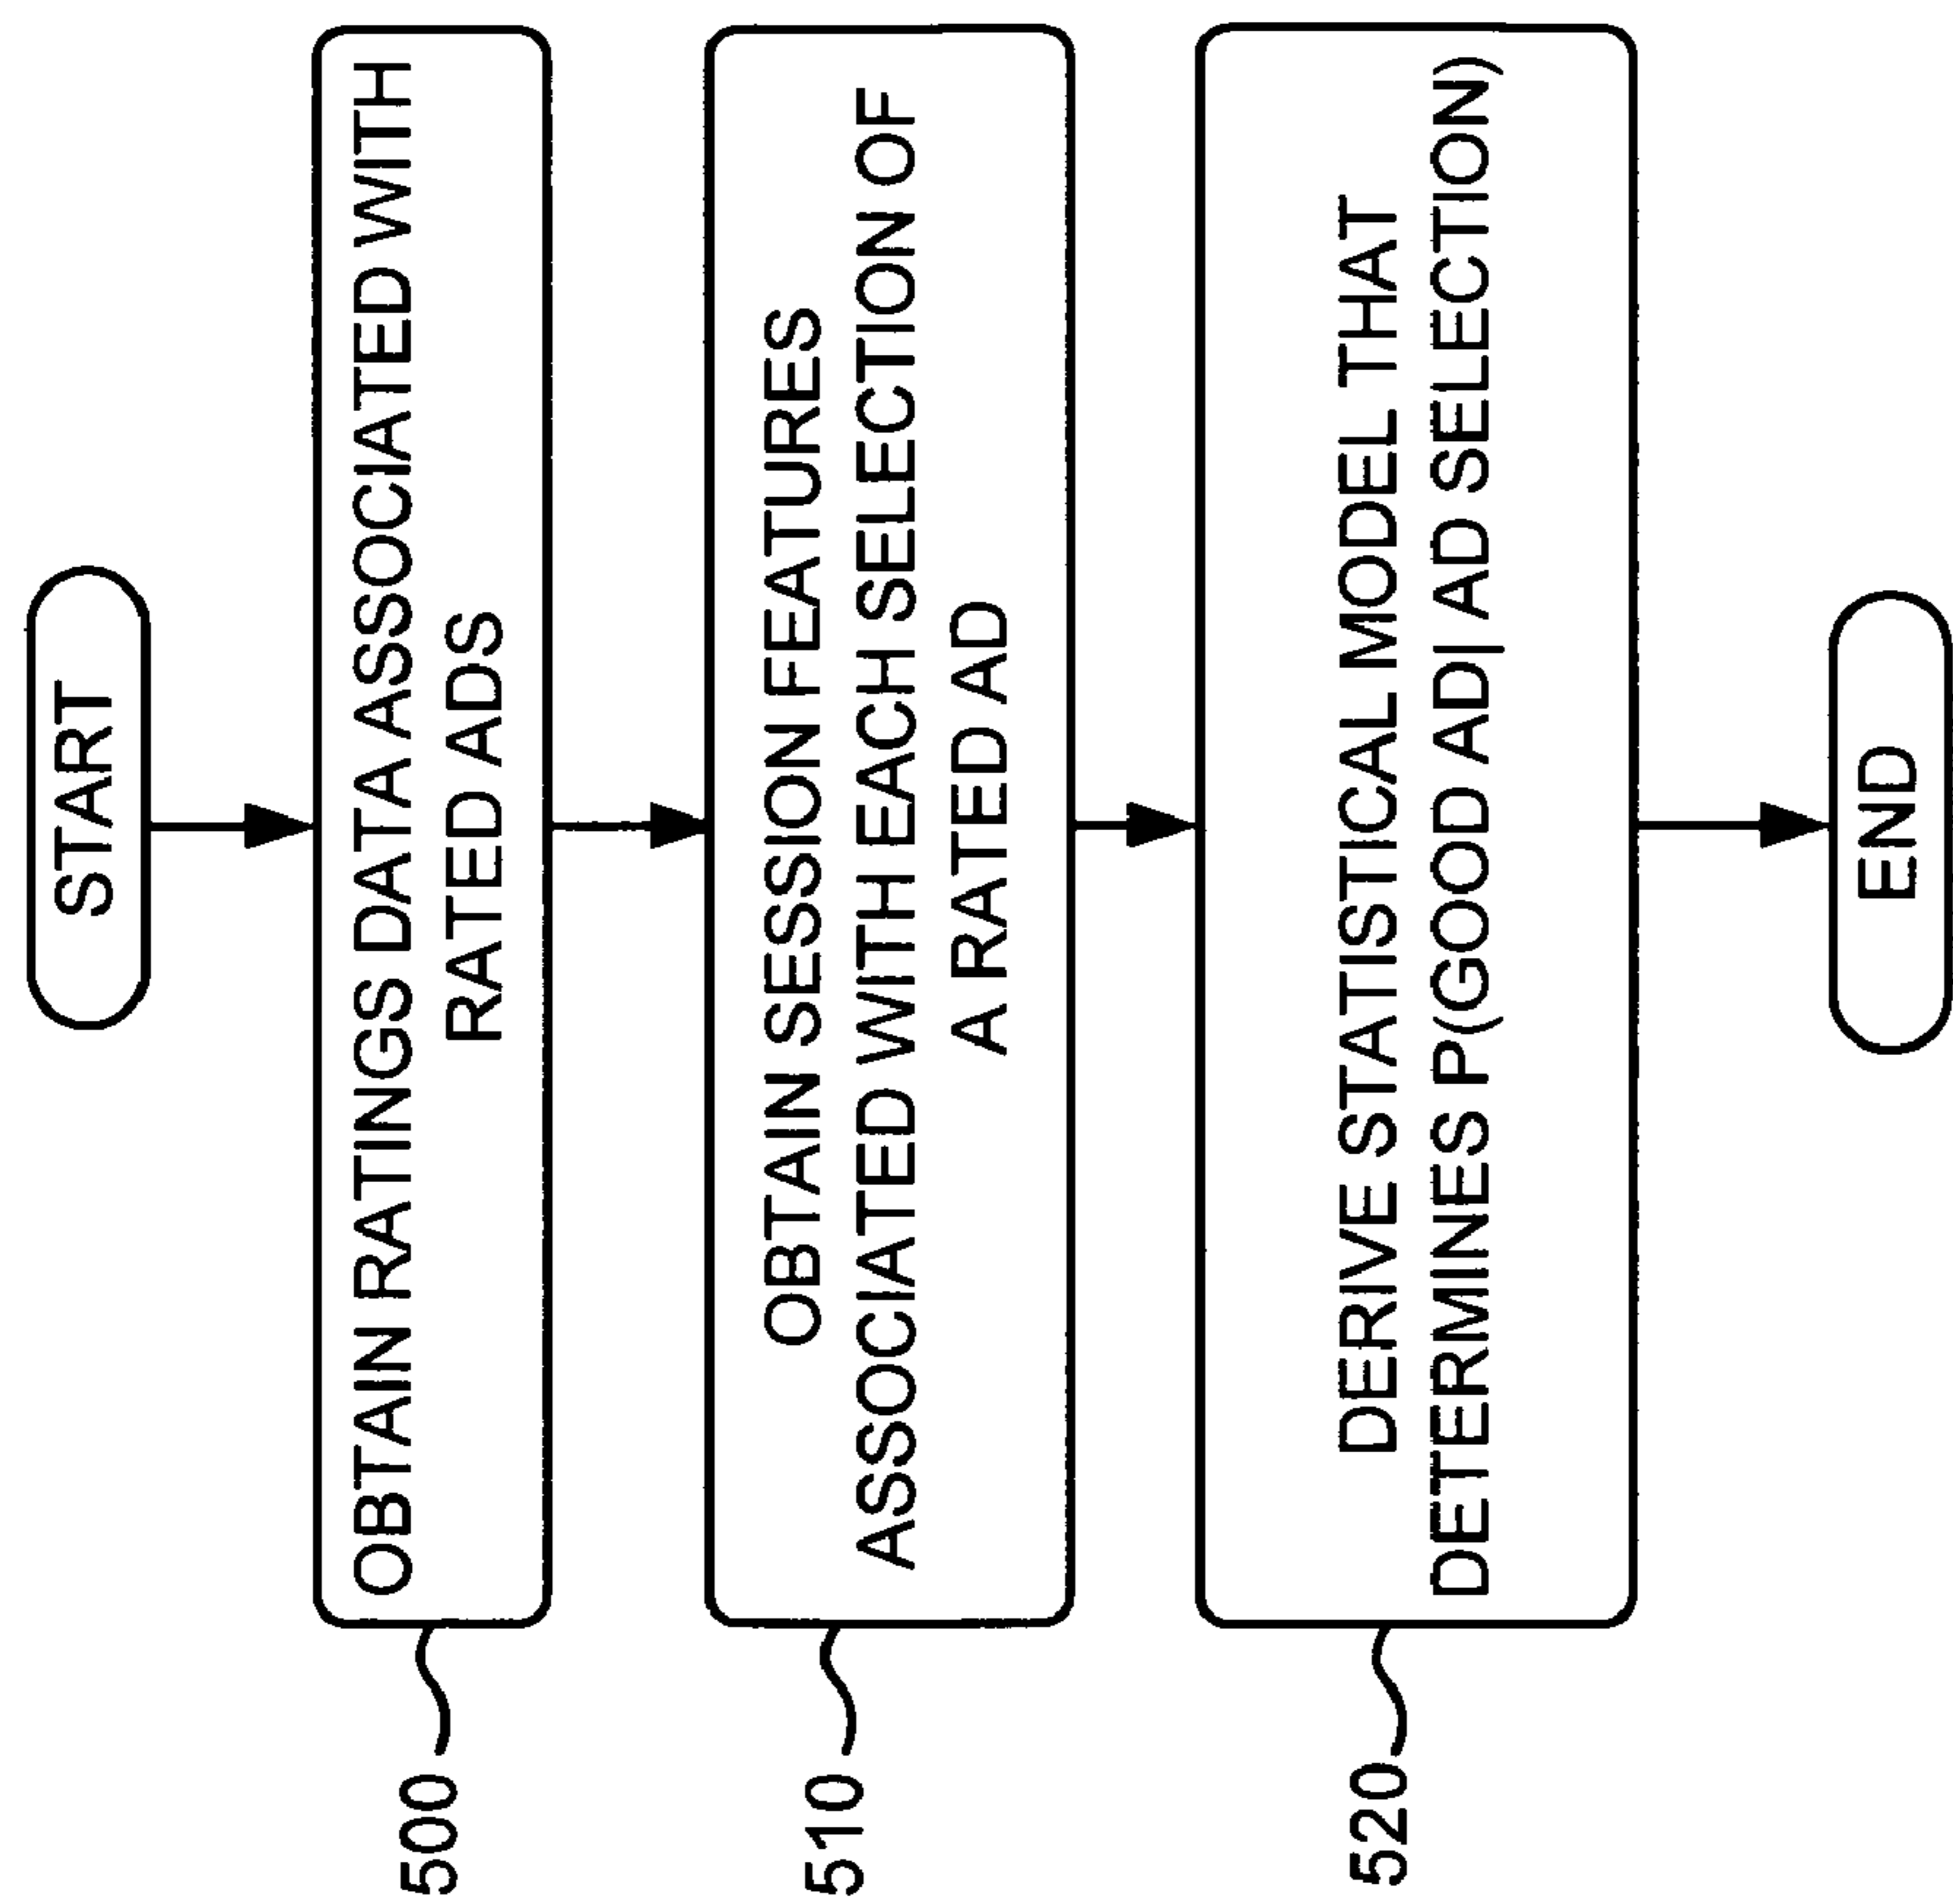 START
500
OBTAIN RATINGS DATA ASSOCIATED WITH
RATED ADS
510
OBTAIN SESSION FEATURES
ASSOCIATED WITH EACH SELECTION OF
A RATED AD
520
DERIVE STATISTICAL MODEL THAT
DETERMINES P(GOOD AD| AD SELECTION)
END